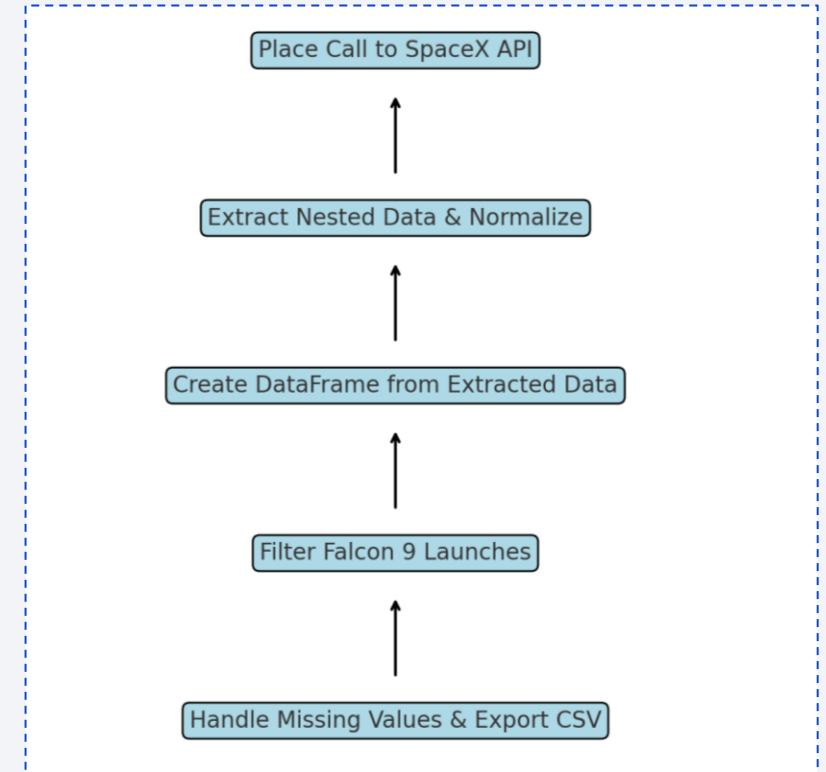 Place Call to SpaceX API
Extract Nested Data & Normalize
Create DataFrame from Extracted Data
Filter Falcon 9 Launches
Handle Missing Values & Export CSV